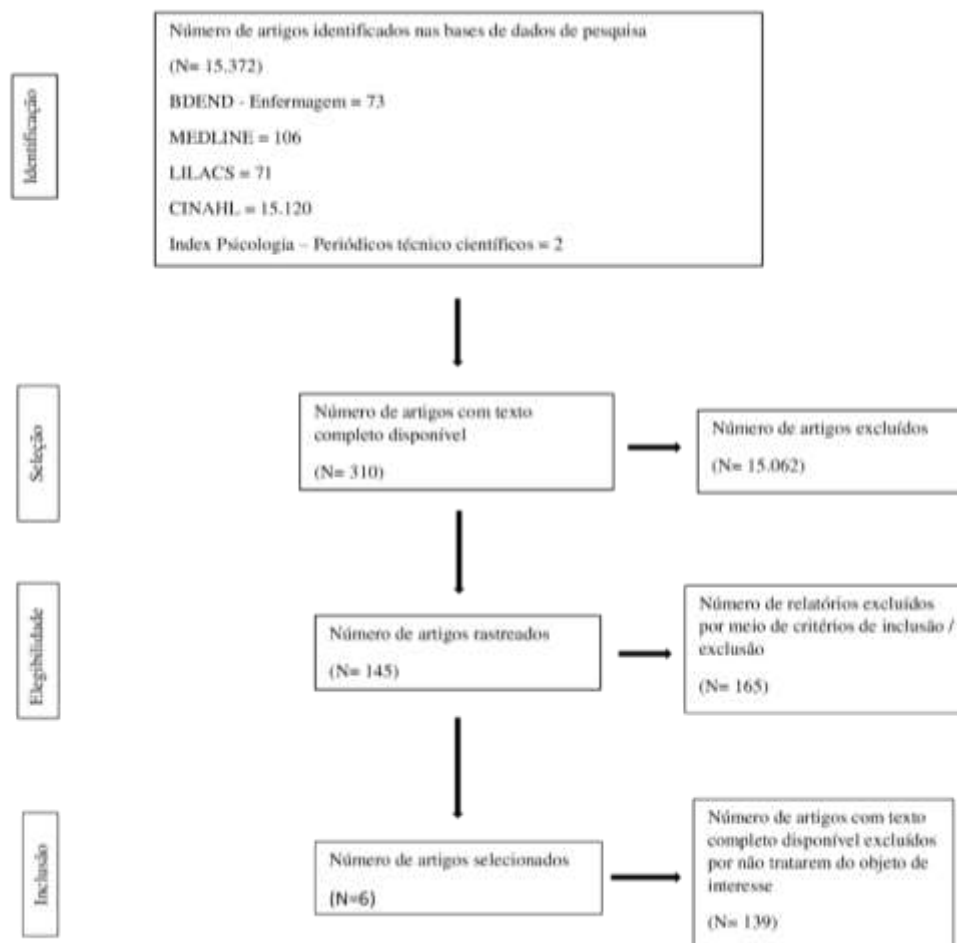 Identificação
Número de artigos identificados nas bases de dados de pesquisa
(N= 15.372)
BDEND - Enfermagem = 73
MEDLINE = 106
LILACS = 71
CINAHL = 15.120
Index Psicologia – Periódicos técnico científicos = 2
Seleção
Número de artigos com texto
completo disponível
(N= 310)
Número de artigos excluídos
(N= 15.062)
Elegibilidade
Número de artigos rastreados
(N= 145)
Número de relatórios excluídos
por meio de critérios de inclusão /
exclusão
(N= 165)
Inclusão
Número de artigos selecionados
(N=6)
Número de artigos com texto
completo disponível excluídos
por não tratarem do objeto de
interesse
(N= 139)